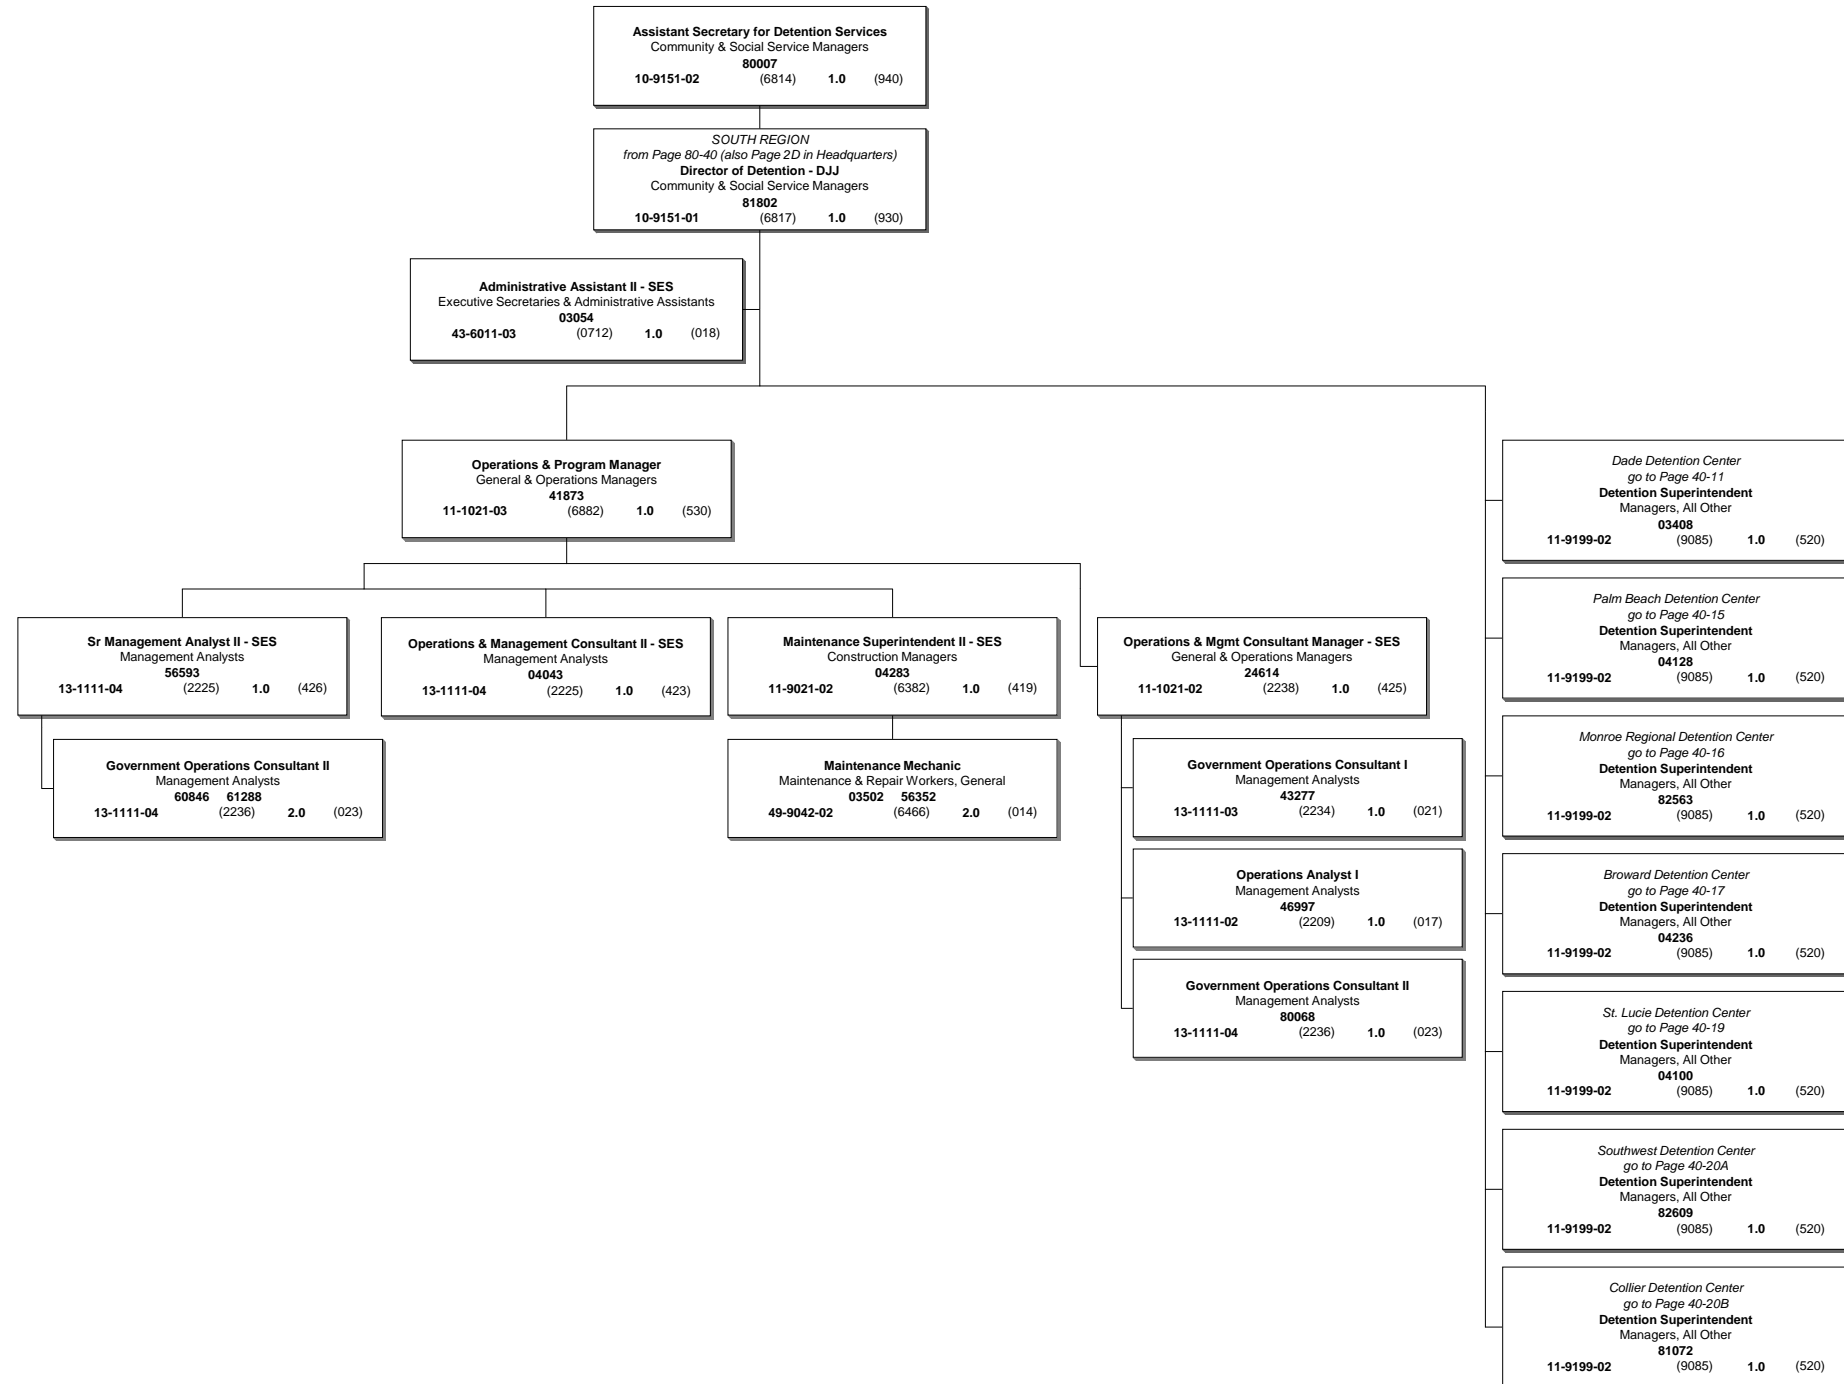 Assistant Secretary for Detention Services
Community & Social Service Managers
80007
10-9151-02 (6814) 1.0 (940)
SOUTH REGION
from Page 80-40 (also Page 2D in Headquarters)
Director of Detention - DJJ
Community & Social Service Managers
81802
10-9151-01 (6817) 1.0 (930)
Administrative Assistant II - SES
Executive Secretaries & Administrative Assistants
03054
43-6011-03 (0712) 1.0 (018)
Operations & Program Manager
General & Operations Managers
41873
11-1021-03 (6882) 1.0 (530)
Sr Management Analyst II - SES
Management Analysts
56593
13-1111-04 (2225) 1.0 (426)
Government Operations Consultant II
Management Analysts
60846 61288
13-1111-04 (2236) 2.0 (023)
Operations & Management Consultant II - SES
Management Analysts
04043
13-1111-04 (2225) 1.0 (423)
Maintenance Superintendent II - SES
Construction Managers
04283
11-9021-02 (6382) 1.0 (419)
Maintenance Mechanic
Maintenance & Repair Workers, General
03502 56352
49-9042-02 (6466) 2.0 (014)
Operations & Mgmt Consultant Manager - SES
General & Operations Managers
24614
11-1021-02 (2238) 1.0 (425)
Government Operations Consultant I
Management Analysts
43277
13-1111-03 (2234) 1.0 (021)
Operations Analyst I
Management Analysts
46997
13-1111-02 (2209) 1.0 (017)
Government Operations Consultant II
Management Analysts
80068
13-1111-04 (2236) 1.0 (023)
Dade Detention Center
go to Page 40-11
Detention Superintendent
Managers, All Other
03408
11-9199-02 (9085) 1.0 (520)
Palm Beach Detention Center
go to Page 40-15
Detention Superintendent
Managers, All Other
04128
11-9199-02 (9085) 1.0 (520)
Monroe Regional Detention Center
go to Page 40-16
Detention Superintendent
Managers, All Other
82563
11-9199-02 (9085) 1.0 (520)
Broward Detention Center
go to Page 40-17
Detention Superintendent
Managers, All Other
04236
11-9199-02 (9085) 1.0 (520)
St. Lucie Detention Center
go to Page 40-19
Detention Superintendent
Managers, All Other
04100
11-9199-02 (9085) 1.0 (520)
Southwest Detention Center
go to Page 40-20A
Detention Superintendent
Managers, All Other
82609
11-9199-02 (9085) 1.0 (520)
Collier Detention Center
go to Page 40-20B
Detention Superintendent
Managers, All Other
81072
11-9199-02 (9085) 1.0 (520)